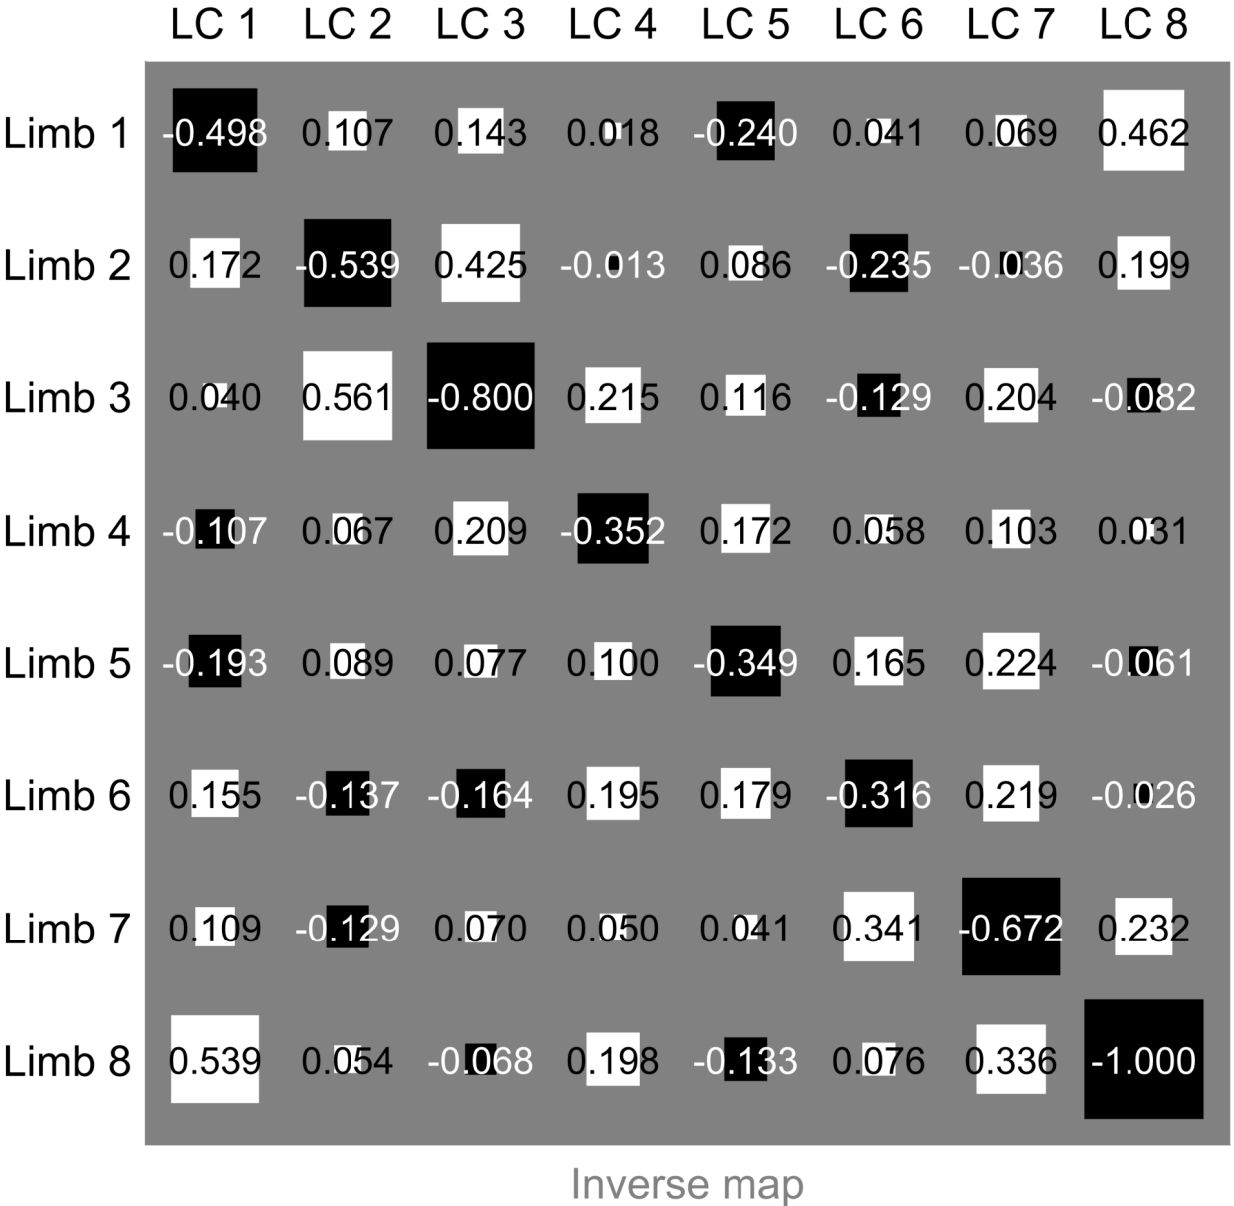 LC 1 LC 2 LC 3 LC 4 LC 5 LC 6 LC 7 LC 8
Limb 1 -0.498 0.107 0.143 0.018 -0.240 0.041 0.069 0.462
Limb 2 0.172 -0.539 0.425 -0.013 0.086 -0.235 -0.036 0.199
Limb 3 0.040 0.561 -0.800 0.215 0.116 -0.129 0.204 -0.082
Limb 4 -0.107 0.067 0.209 -0.352 0.172 0.058 0.103 0.031
Limb 5 -0.193 0.089 0.077 0.100 -0.349 0.165 0.224 -0.061
Limb 6 0.155 -0.137 -0.164 0.195 0.179 -0.316 0.219 -0.026
Limb 7 0.109 -0.129 0.070 0.050 0.041 0.341 -0.672 0.232
Limb 8 0.539 0.054 -0.068 0.198 -0.133 0.076 0.336 -1.000
Inverse map